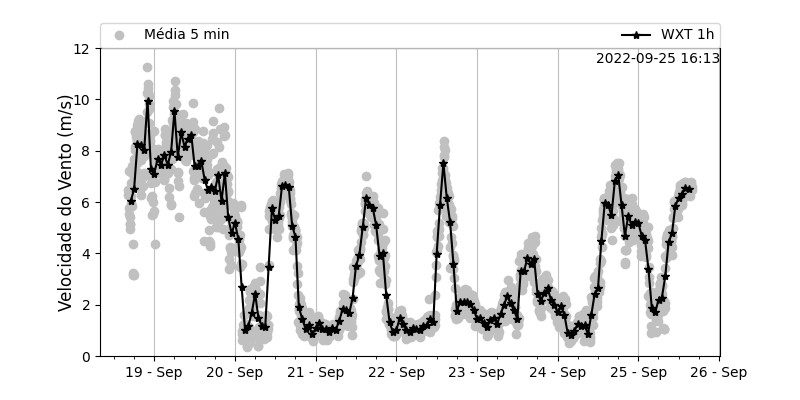 Média 5 min
WXT 1h
2022-09-25 16:13
Velocidade do Vento (m/s)
12
10
8
6
4
2
0
19 - Sep
20 - Sep
21 - Sep
22 - Sep
23 - Sep
24 - Sep
25 - Sep
26 - Sep